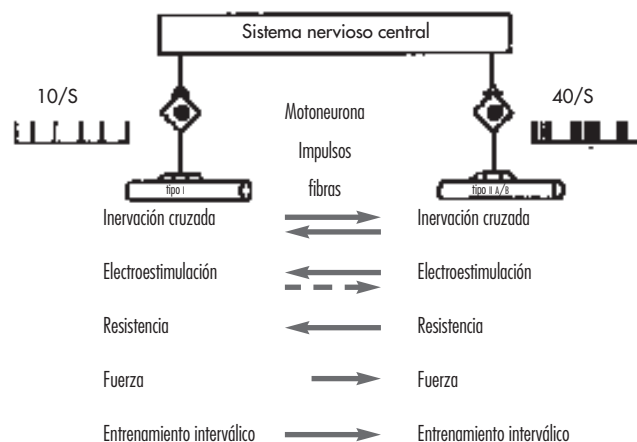 Sistema nervioso central
10/S
40/S
Motoneurona
Impulsos
fibras
tipo I
tipo II A/B
Inervación cruzada
Inervación cruzada
Electroestimulación
Electroestimulación
Resistencia
Resistencia
Fuerza
Fuerza
Entrenamiento interválico
Entrenamiento interválico